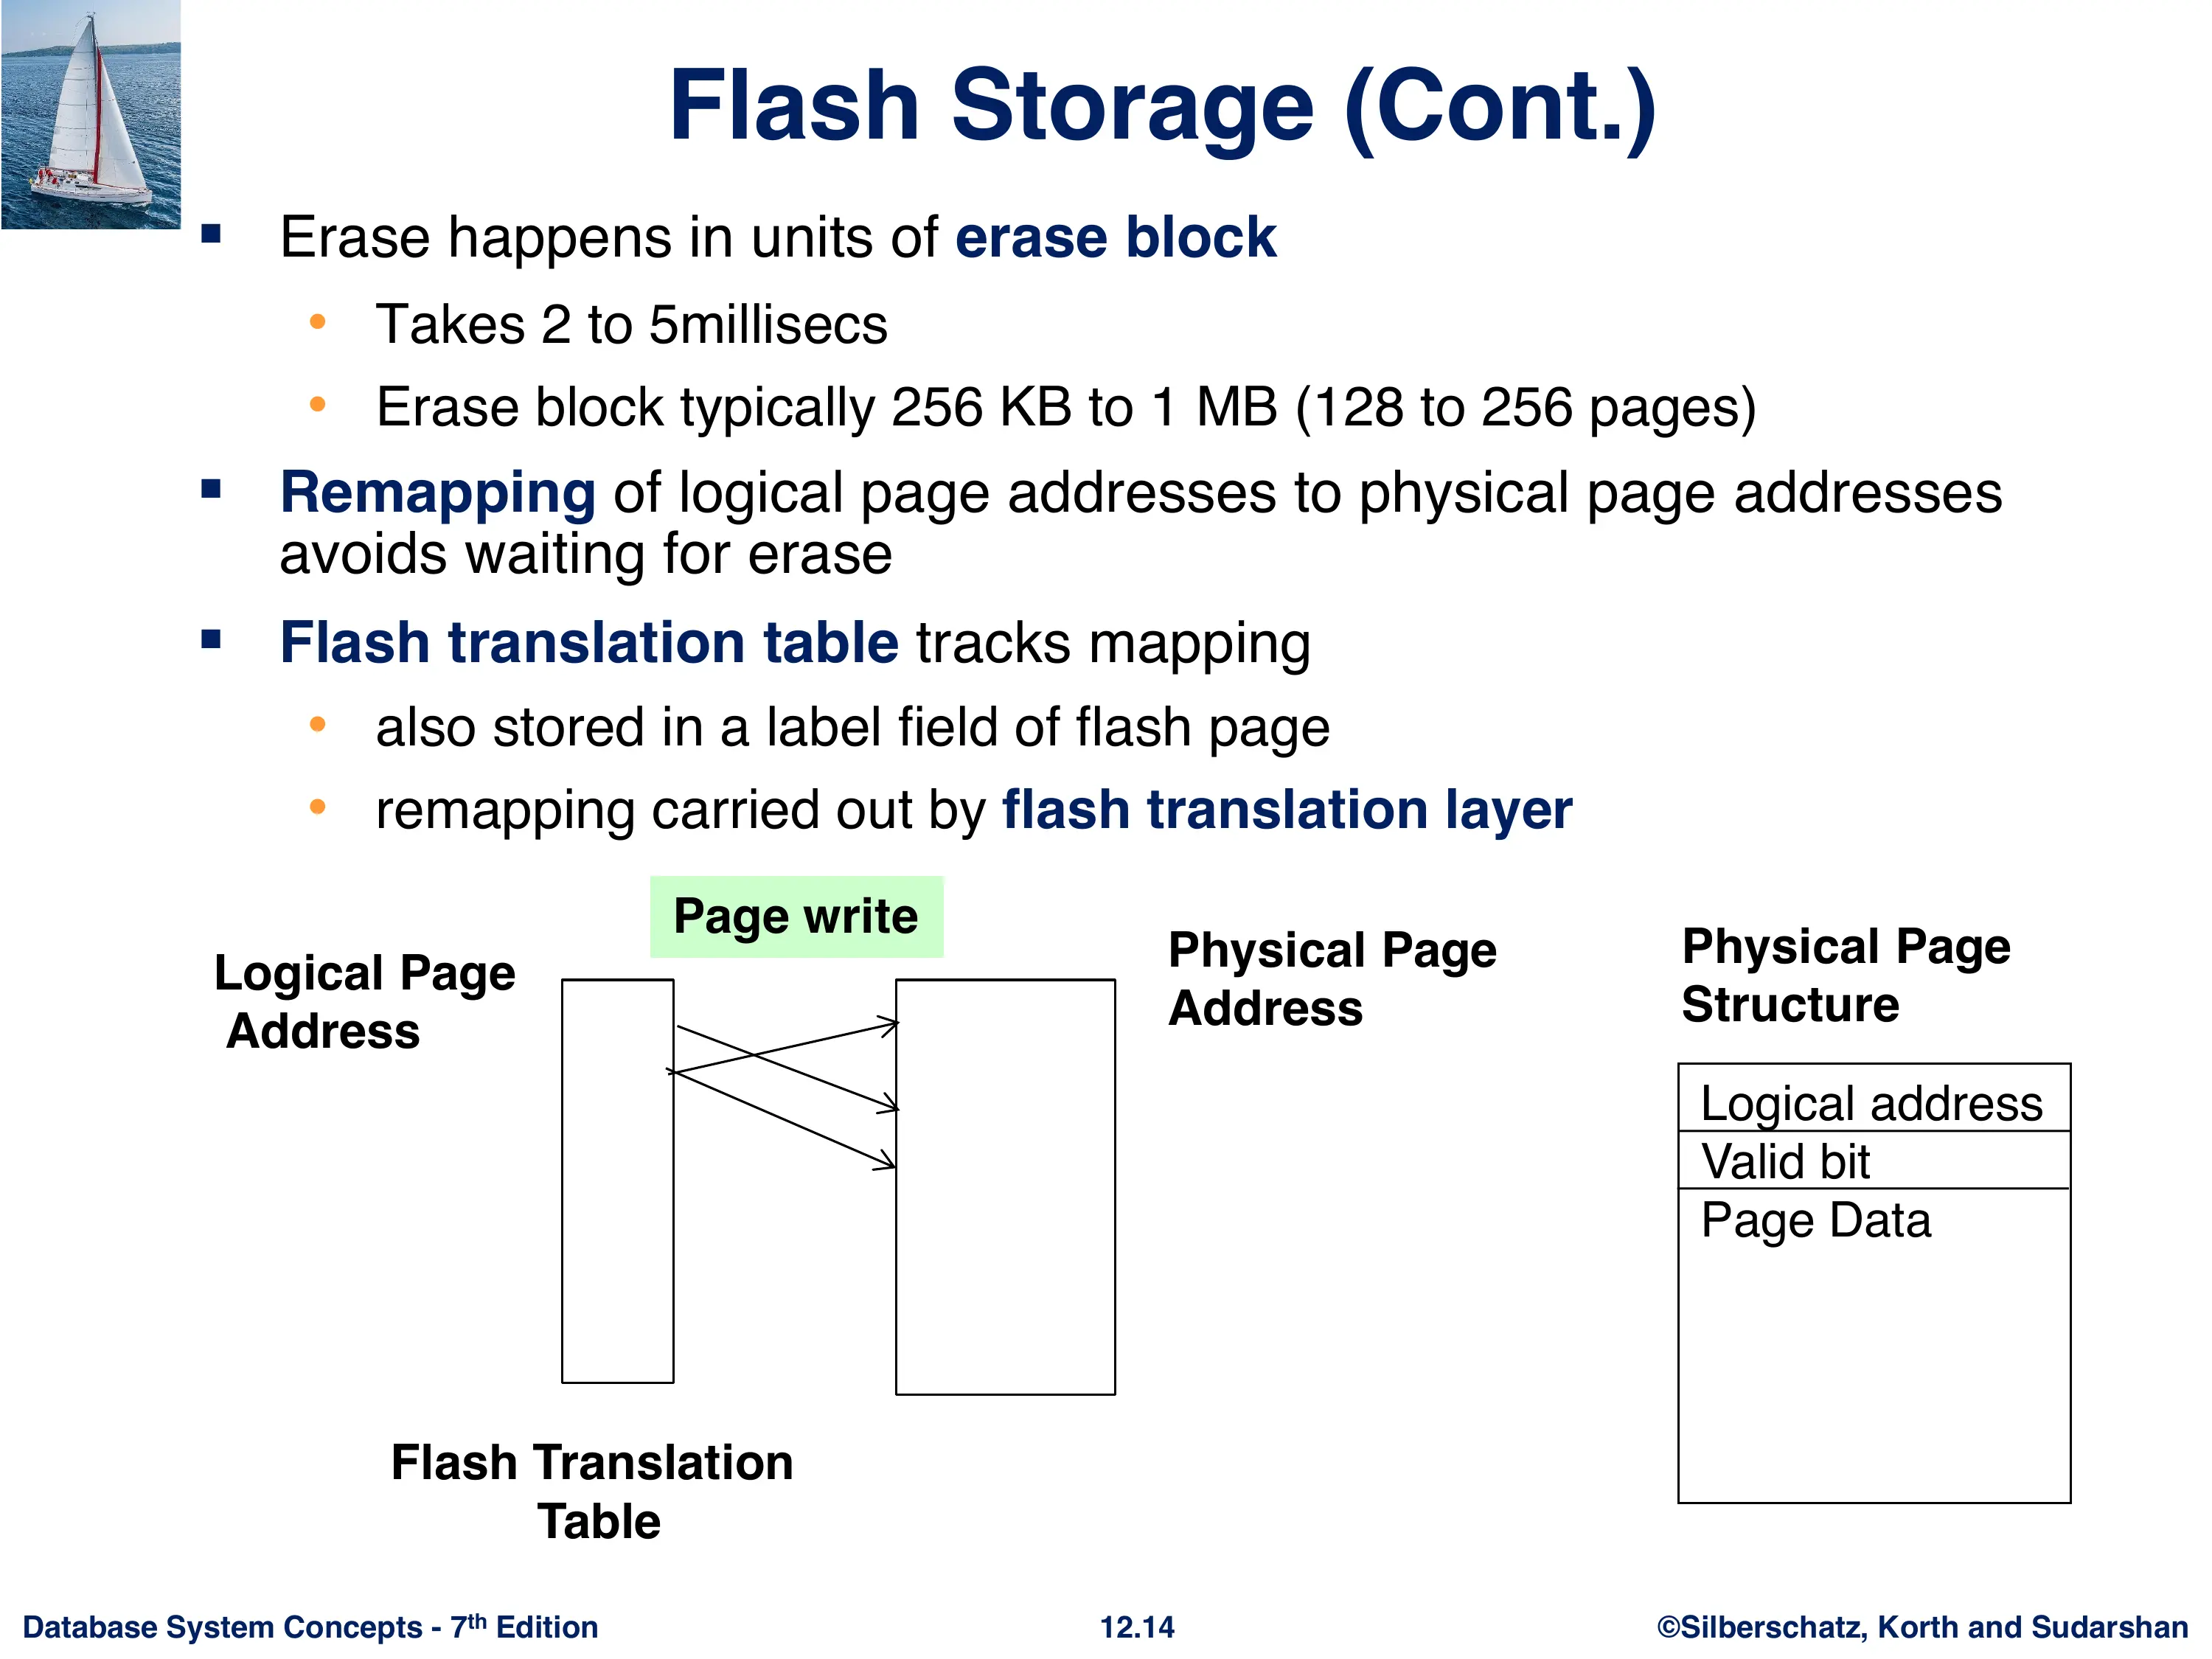 Flash Storage (Cont.)
Erase happens in units of erase block
Takes 2 to 5millisecs
Erase block typically 256 KB to 1 MB (128 to 256 pages)
Remapping of logical page addresses to physical page addresses
avoids waiting for erase
Flash translation table tracks mapping
also stored in a label field of flash page
remapping carried out by flash translation layer
Page write
Logical Page
Address
Physical Page
Address
Physical Page
Structure
Logical address
Valid bit
Page Data
Flash Translation
Table
Database System Concepts - 7th Edition
12.14
©Silberschatz, Korth and Sudarshan